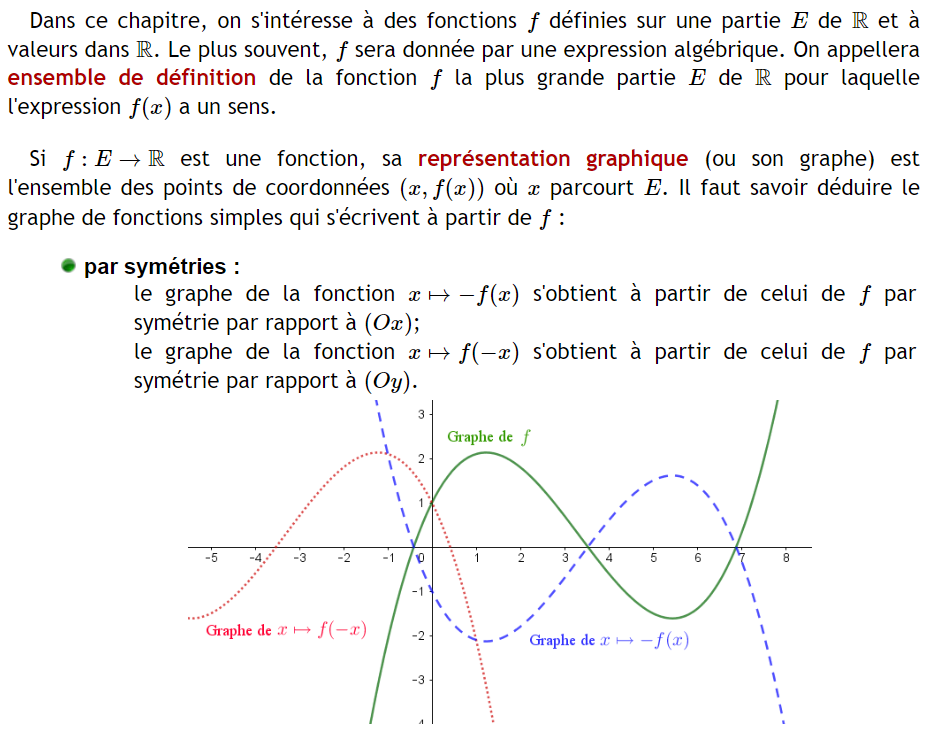 Dans ce chapitre, on s'intéresse à des fonctions f définies sur une partie E de ℝ et à
valeurs dans ℝ. Le plus souvent, f sera donnée par une expression algébrique. On appellera
ensemble de définition de la fonction f la plus grande partie E de ℝ pour laquelle
l'expression f(x) a un sens.
Si f : E → ℝ est une fonction, sa représentation graphique (ou son graphe) est
l'ensemble des points de coordonnées (x, f(x)) où x parcourt E. Il faut savoir déduire le
graphe de fonctions simples qui s'écrivent à partir de f :
par symétries :
le graphe de la fonction x ↦ −f(x) s'obtient à partir de celui de f par
symétrie par rapport à (Ox);
le graphe de la fonction x ↦ f(−x) s'obtient à partir de celui de f par
symétrie par rapport à (Oy).
3
Graphe de f
2
1
-5 -4 -3 -2 -1 0 1 2 3 4 5 6 7 8
-1
Graphe de x ↦ f(−x)
-2
Graphe de x ↦ −f(x)
-3